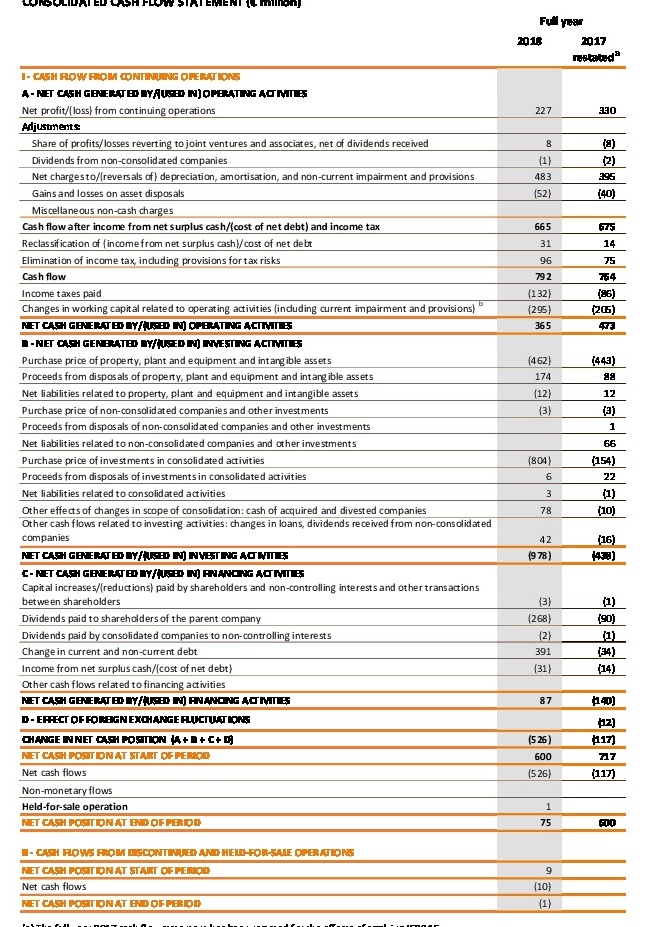 CONSOLIDATED CASH FLOW STATEMENT (€ million)
Full year
2018 2017
restated a
I - CASH FLOW FROM CONTINUING OPERATIONS
A - NET CASH GENERATED BY/(USED IN) OPERATING ACTIVITIES
Net profit/(loss) from continuing operations 227 330
Adjustments:
Share of profits/losses reverting to joint ventures and associates, net of dividends received 8 (8)
Dividends from non-consolidated companies (1) (2)
Net charges to/(reversals of) depreciation, amortisation, and non-current impairment and provisions 483 395
Gains and losses on asset disposals (52) (40)
Miscellaneous non-cash charges
Cash flow after income from net surplus cash/(cost of net debt) and income tax 665 675
Reclassification of (income from net surplus cash)/cost of net debt 31 14
Elimination of income tax, including provisions for tax risks 96 75
Cash flow 792 764
Income taxes paid (132) (86)
Changes in working capital related to operating activities (including current impairment and provisions) b (295) (205)
NET CASH GENERATED BY/(USED IN) OPERATING ACTIVITIES 365 473
B - NET CASH GENERATED BY/(USED IN) INVESTING ACTIVITIES
Purchase price of property, plant and equipment and intangible assets (462) (443)
Proceeds from disposals of property, plant and equipment and intangible assets 174 88
Net liabilities related to property, plant and equipment and intangible assets (12) 12
Purchase price of non-consolidated companies and other investments (3) (3)
Proceeds from disposals of non-consolidated companies and other investments 1
Net liabilities related to non-consolidated companies and other investments 66
Purchase price of investments in consolidated activities (804) (154)
Proceeds from disposals of investments in consolidated activities 6 22
Net liabilities related to consolidated activities 3 (1)
Other effects of changes in scope of consolidation: cash of acquired and divested companies 78 (10)
Other cash flows related to investing activities: changes in loans, dividends received from non-consolidated
companies 42 (16)
NET CASH GENERATED BY/(USED IN) INVESTING ACTIVITIES (978) (438)
C - NET CASH GENERATED BY/(USED IN) FINANCING ACTIVITIES
Capital increases/(reductions) paid by shareholders and non-controlling interests and other transactions
between shareholders (3) (1)
Dividends paid to shareholders of the parent company (268) (90)
Dividends paid by consolidated companies to non-controlling interests (2) (1)
Change in current and non-current debt 391 (34)
Income from net surplus cash/(cost of net debt) (31) (14)
Other cash flows related to financing activities
NET CASH GENERATED BY/(USED IN) FINANCING ACTIVITIES 87 (140)
D - EFFECT OF FOREIGN EXCHANGE FLUCTUATIONS (12)
CHANGE IN NET CASH POSITION (A + B + C + D) (526) (117)
NET CASH POSITION AT START OF PERIOD 600 717
Net cash flows (526) (117)
Non-monetary flows
Held-for-sale operation 1
NET CASH POSITION AT END OF PERIOD 75 600
II - CASH FLOWS FROM DISCONTINUED AND HELD-FOR-SALE OPERATIONS
NET CASH POSITION AT START OF PERIOD 9
Net cash flows (10)
NET CASH POSITION AT END OF PERIOD (1)